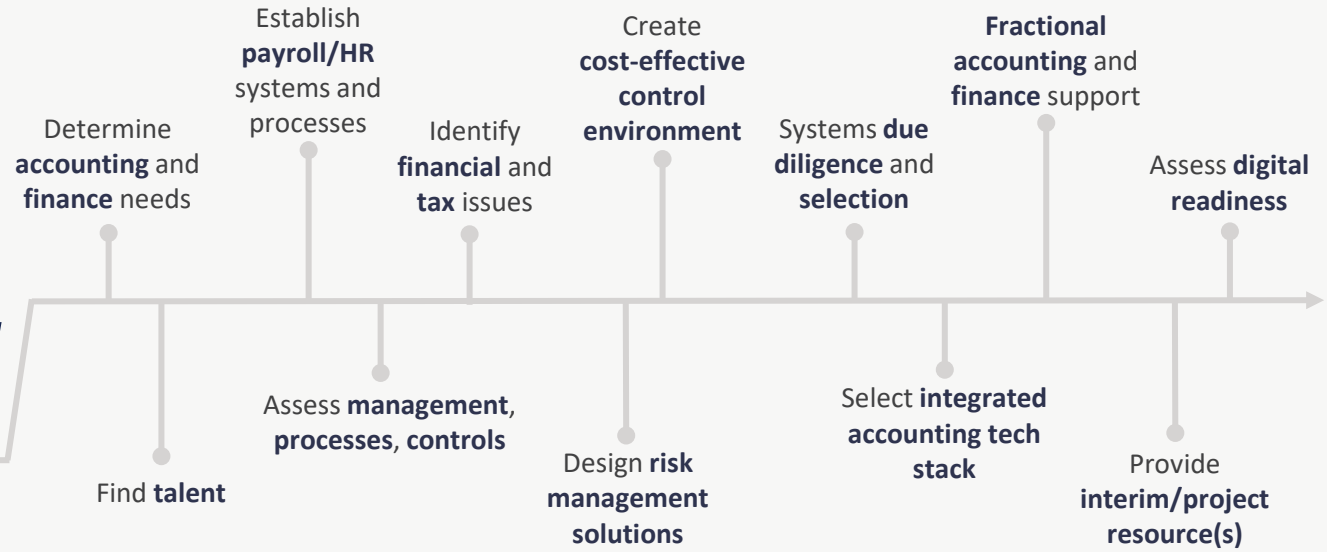 Determine
accounting and
finance needs
Find talent
Establish
payroll/HR
systems and
processes
Assess management,
processes, controls
Identify
financial and
tax issues
Design risk
management
solutions
Create
cost-effective
control
environment
Systems due
diligence and
selection
Select integrated
accounting tech
stack
Fractional
accounting and
finance support
Provide
interim/project
resource(s)
Assess digital
readiness